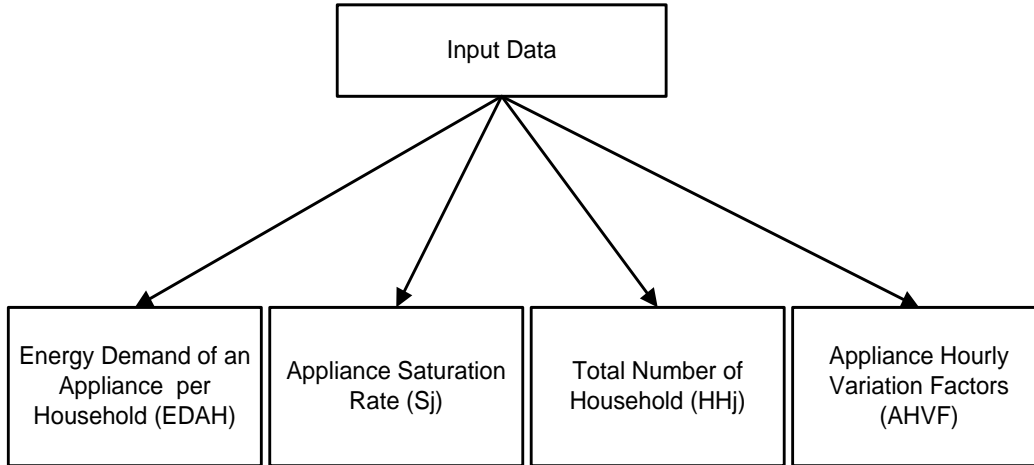 Input Data
Energy Demand of an
Appliance  per
Household (EDAH)
Appliance Saturation
Rate (Sj)
Total Number of
Household (HHj)
Appliance Hourly
Variation Factors
(AHVF)